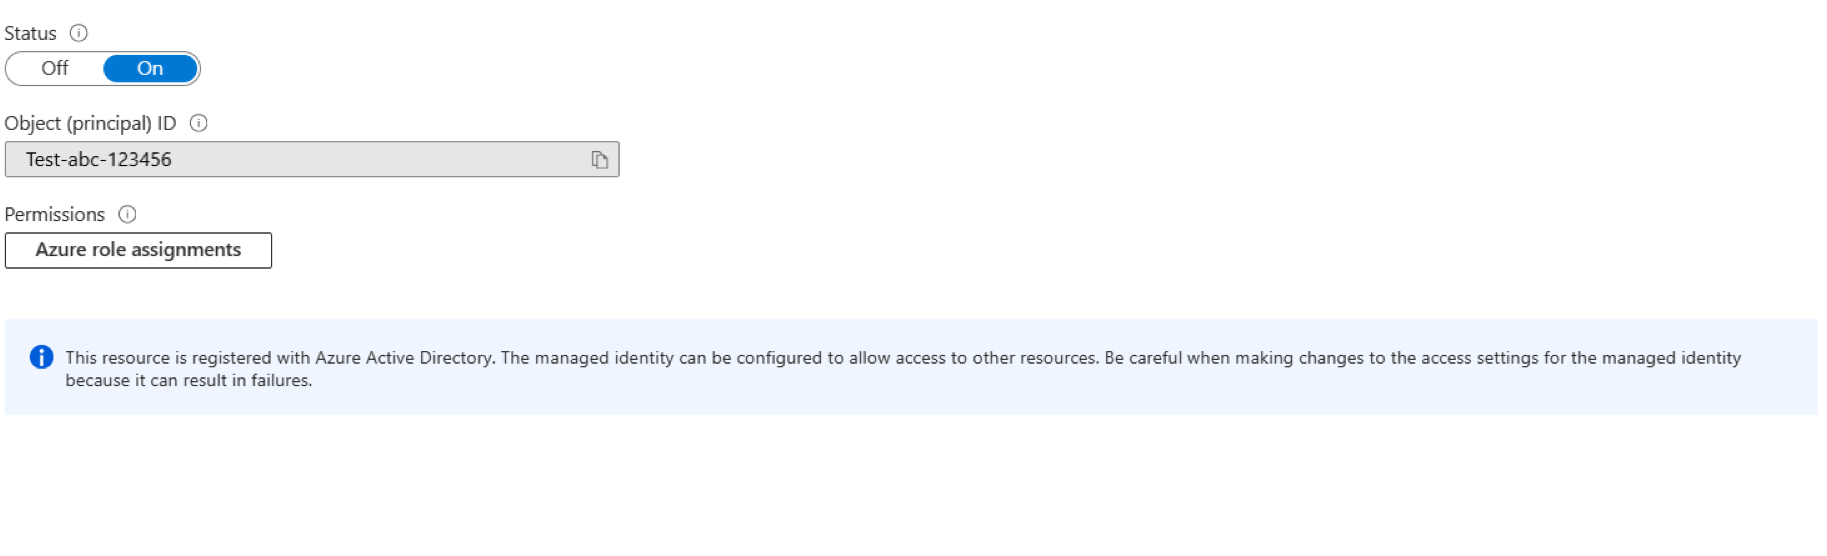 Status
Off On
Object (principal) ID
Test-abc-123456
Permissions
Azure role assignments
This resource is registered with Azure Active Directory. The managed identity can be configured to allow access to other resources. Be careful when making changes to the access settings for the managed identity
because it can result in failures.